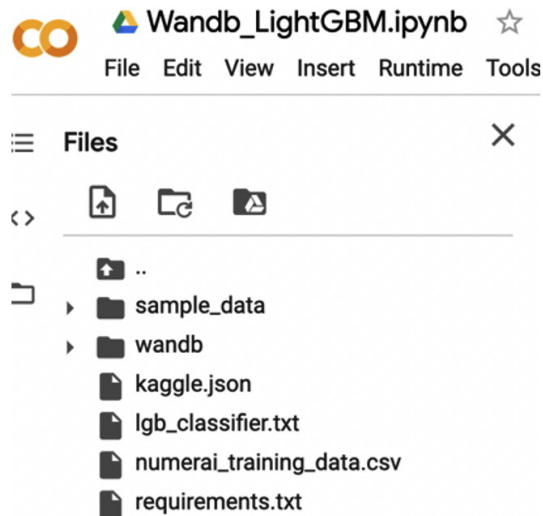 Wandb_LightGBM.ipynb
File Edit View Insert Runtime Tools
Files
..
sample_data
wandb
kaggle.json
lgb_classifier.txt
numerai_training_data.csv
requirements.txt